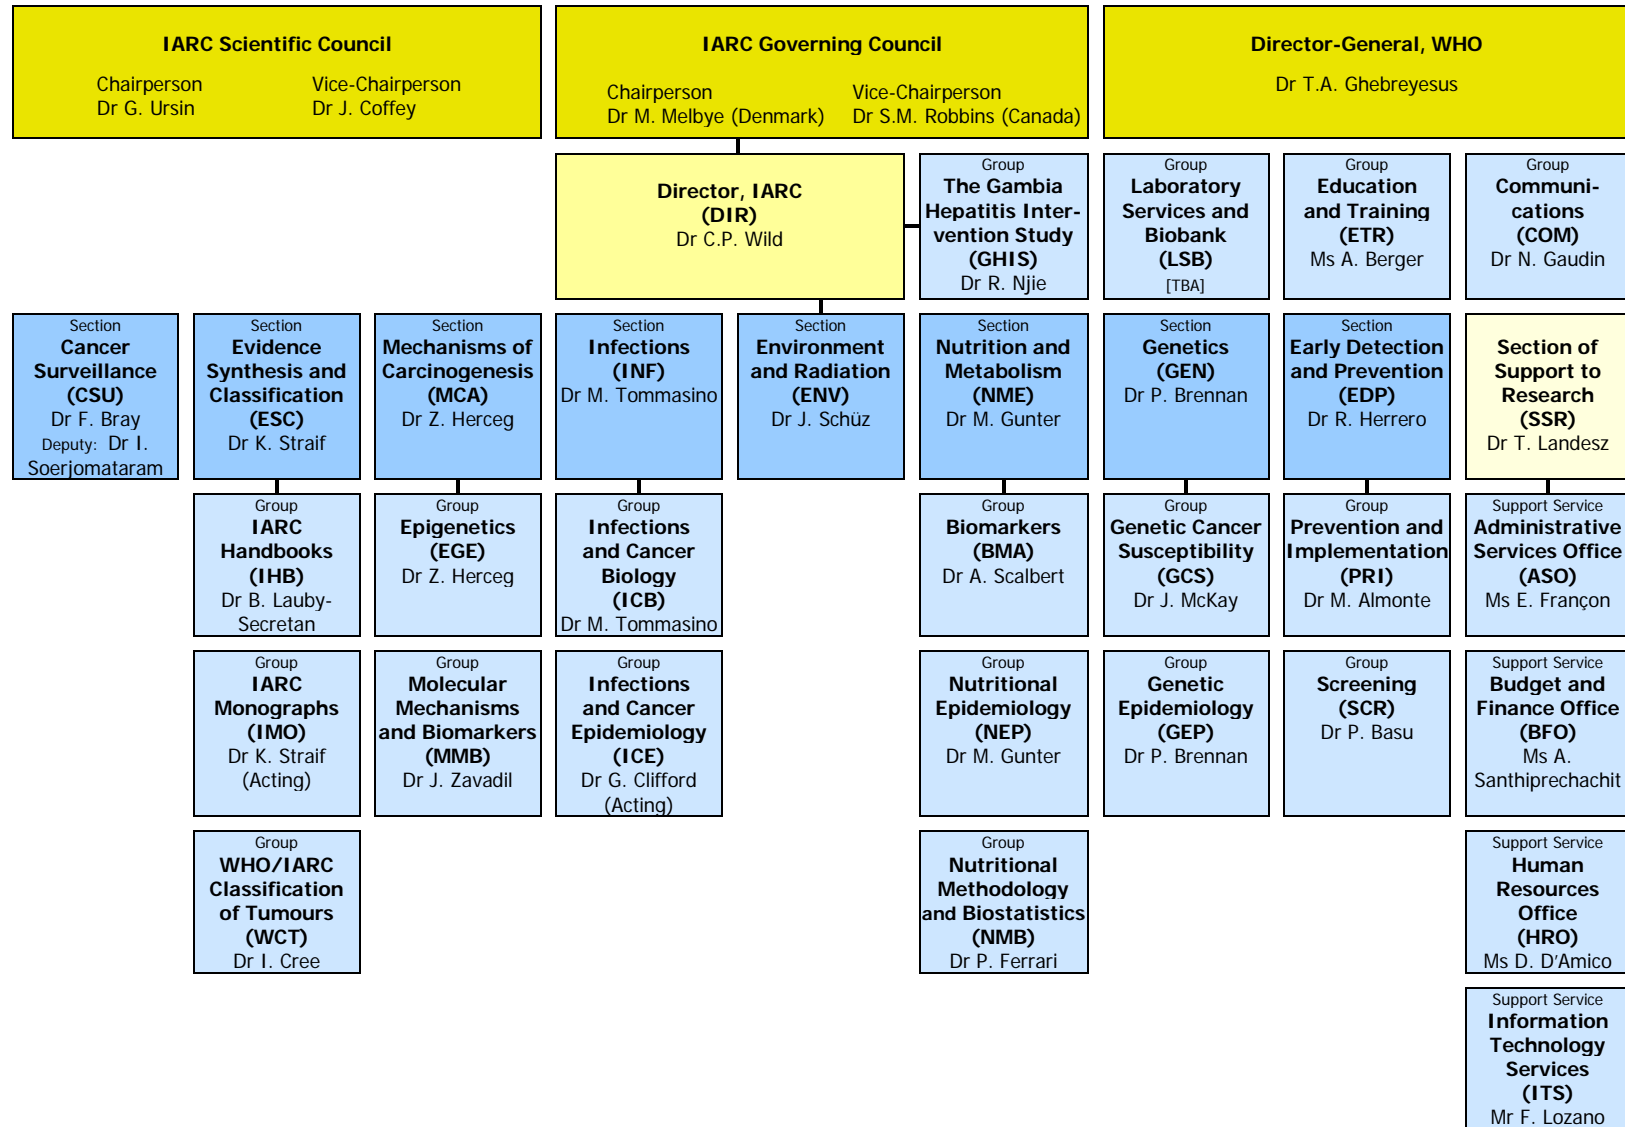 IARC Scientific Council
Chairperson
Dr G. Ursin
Vice-Chairperson
Dr J. Coffey
IARC Governing Council
Chairperson
Dr M. Melbye (Denmark)
Vice-Chairperson
Dr S.M. Robbins (Canada)
Director-General, WHO
Dr T.A. Ghebreyesus
Director, IARC
(DIR)
Dr C.P. Wild
Group
The Gambia
Hepatitis Inter-
vention Study
(GHIS)
Dr R. Njie
Group
Laboratory
Services and
Biobank
(LSB)
[TBA]
Group
Education
and Training
(ETR)
Ms A. Berger
Group
Communi-
cations
(COM)
Dr N. Gaudin
Section
Cancer
Surveillance
(CSU)
Dr F. Bray
Deputy: Dr I.
Soerjomataram
Section
Evidence
Synthesis and
Classification
(ESC)
Dr K. Straif
Section
Mechanisms of
Carcinogenesis
(MCA)
Dr Z. Herceg
Section
Infections
(INF)
Dr M. Tommasino
Section
Environment
and Radiation
(ENV)
Dr J. Schüz
Section
Nutrition and
Metabolism
(NME)
Dr M. Gunter
Section
Genetics
(GEN)
Dr P. Brennan
Section
Early Detection
and Prevention
(EDP)
Dr R. Herrero
Section of
Support to
Research
(SSR)
Dr T. Landesz
Group
IARC
Handbooks
(IHB)
Dr B. Lauby-
Secretan
Group
Epigenetics
(EGE)
Dr Z. Herceg
Group
Infections
and Cancer
Biology
(ICB)
Dr M. Tommasino
Group
Biomarkers
(BMA)
Dr A. Scalbert
Group
Genetic Cancer
Susceptibility
(GCS)
Dr J. McKay
Group
Prevention and
Implementation
(PRI)
Dr M. Almonte
Support Service
Administrative
Services Office
(ASO)
Ms E. Françon
Group
IARC
Monographs
(IMO)
Dr K. Straif
(Acting)
Group
Molecular
Mechanisms
and Biomarkers
(MMB)
Dr J. Zavadil
Group
Infections
and Cancer
Epidemiology
(ICE)
Dr G. Clifford
(Acting)
Group
Nutritional
Epidemiology
(NEP)
Dr M. Gunter
Group
Genetic
Epidemiology
(GEP)
Dr P. Brennan
Group
Screening
(SCR)
Dr P. Basu
Support Service
Budget and
Finance Office
(BFO)
Ms A.
Santhiprechachit
Group
WHO/IARC
Classification
of Tumours
(WCT)
Dr I. Cree
Group
Nutritional
Methodology
and Biostatistics
(NMB)
Dr P. Ferrari
Support Service
Human
Resources
Office
(HRO)
Ms D. D'Amico
Support Service
Information
Technology
Services
(ITS)
Mr F. Lozano